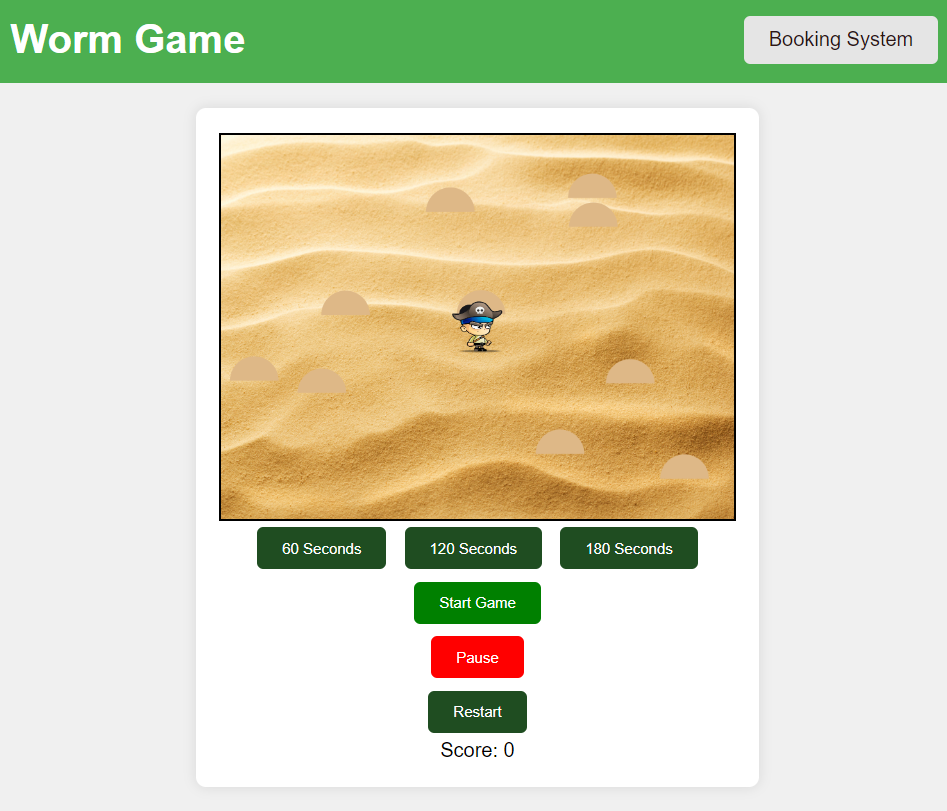 Worm Game
Booking System
60 Seconds
120 Seconds
180 Seconds
Start Game
Pause
Restart
Score: 0